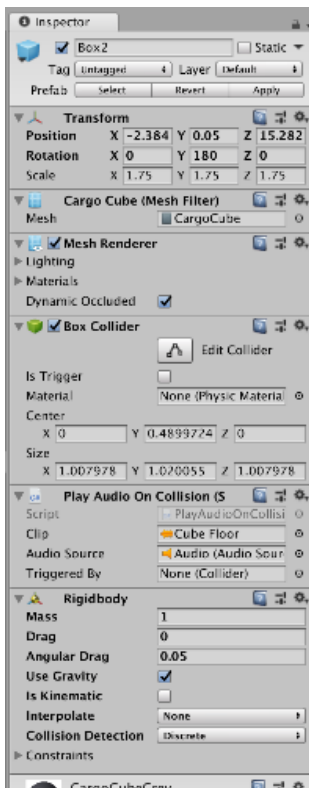 Inspector
Box2 Static
Tag Untagged Layer Default
Prefab Select Revert Apply
Transform
Position X -2.384 Y 0.05 Z 15.282
Rotation X 0 Y 180 Z 0
Scale X 1.75 Y 1.75 Z 1.75
Cargo Cube (Mesh Filter)
Mesh CargoCube
Mesh Renderer
Lighting
Materials
Dynamic Occluded
Box Collider
Edit Collider
Is Trigger
Material None (Physic Material
Center
X 0 Y 0.4899724 Z 0
Size
X 1.007978 Y 1.020055 Z 1.007978
Play Audio On Collision (S
Script PlayAudioOnCollisi
Clip Cube Floor
Audio Source Audio (Audio Sour
Triggered By None (Collider)
Rigidbody
Mass 1
Drag 0
Angular Drag 0.05
Use Gravity
Is Kinematic
Interpolate None
Collision Detection Discrete
Constraints
CargoCubeGrey